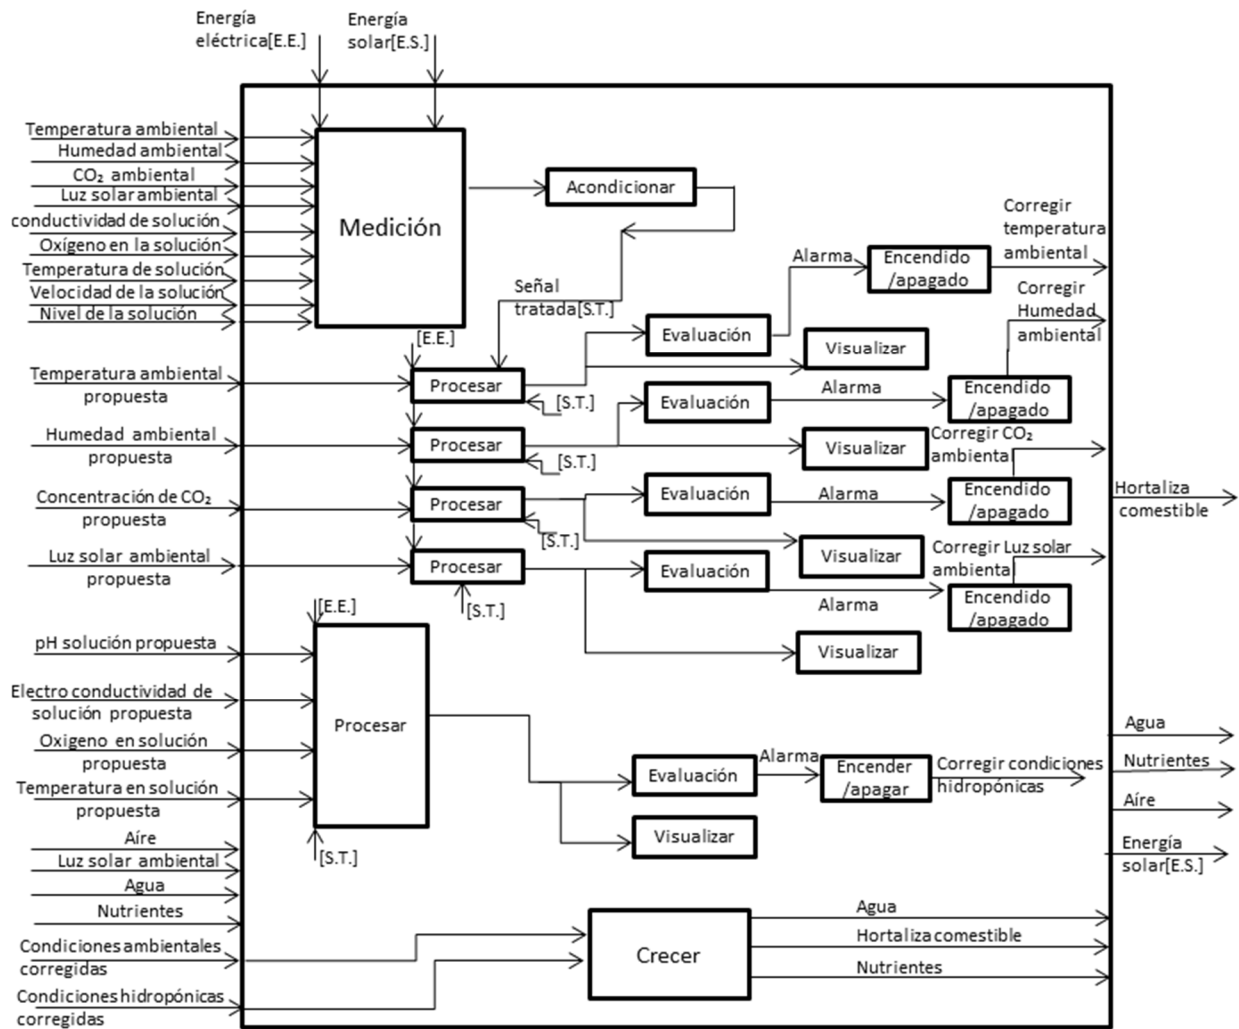 Energía
eléctrica[E.E.]
Energía
solar[E.S.]
Temperatura ambiental
Humedad ambiental
CO₂ ambiental
Luz solar ambiental
conductividad de solución
Oxígeno en la solución
Temperatura de solución
Velocidad de la solución
Nivel de la solución
Medición
Acondicionar
Señal
tratada[S.T.]
Corregir
temperatura
ambiental
Alarma
Encendido
/apagado
Evaluación
Visualizar
Corregir
Humedad
ambiental
[E.E.]
Temperatura ambiental
propuesta
Procesar
[S.T.]
Evaluación
Alarma
Encendido
/apagado
Humedad ambiental
propuesta
Procesar
[S.T.]
Visualizar
Corregir CO₂
ambiental
Concentración de CO₂
propuesta
Procesar
[S.T.]
Evaluación
Alarma
Encendido
/apagado
Hortaliza
comestible
Visualizar
Luz solar ambiental
propuesta
Procesar
[S.T.]
Evaluación
Alarma
Corregir Luz solar
ambiental
Encendido
/apagado
Visualizar
[E.E.]
pH solución propuesta
Electro conductividad de
solución propuesta
Oxigeno en solución
propuesta
Temperatura en solución
propuesta
Procesar
[S.T.]
Evaluación
Alarma
Encender
/apagar
Corregir condiciones
hidropónicas
Visualizar
Agua
Nutrientes
Aíre
Energía
solar[E.S.]
Aíre
Luz solar ambiental
Agua
Nutrientes
Condiciones ambientales
corregidas
Condiciones hidropónicas
corregidas
Crecer
Agua
Hortaliza comestible
Nutrientes